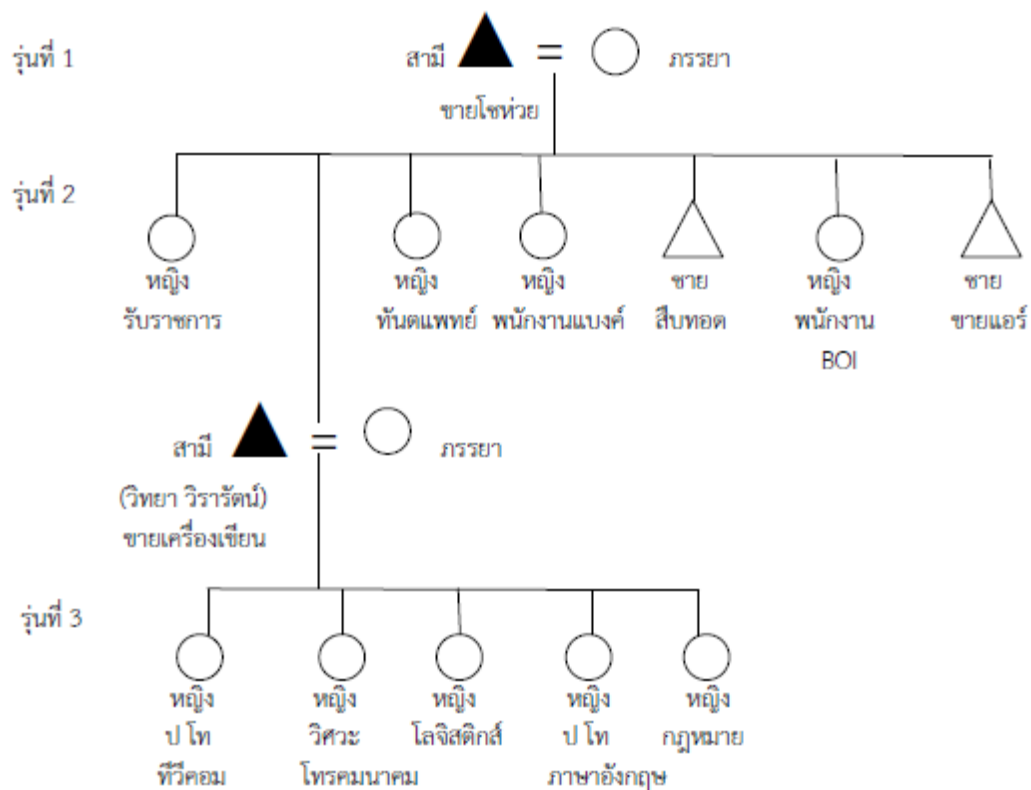 รุ่นที่ 1
สามี = ภรรยา
ขายโชห่วย
รุ่นที่ 2
หญิง หญิง หญิง ชาย หญิง ชาย
รับราชการ ทันตแพทย์ พนักงานแบงค์ สืบทอด พนักงาน ขายแอร์
BOI
สามี = ภรรยา
(วิทยา วิรารัตน์)
ขายเครื่องเขียน
รุ่นที่ 3
หญิง หญิง หญิง หญิง หญิง
ป โท วิศวะ โลจิสติกส์ ป โท กฎหมาย
ทีวีคอม โทรคมนาคม ภาษาอังกฤษ